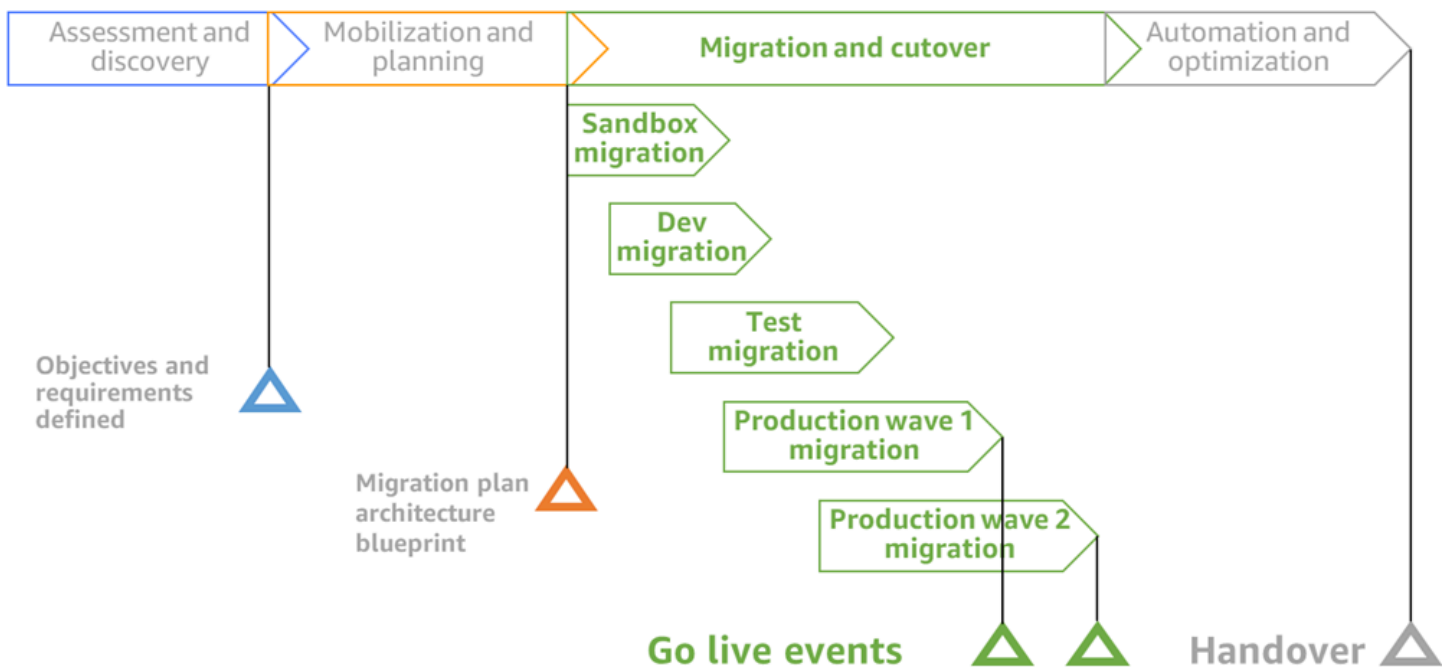 Assessment and
discovery
Mobilization and
planning
Migration and cutover
Automation and
optimization
Sandbox
migration
Dev
migration
Test
migration
Objectives and
requirements
defined
Production wave 1
migration
Migration plan
architecture
blueprint
Production wave 2
migration
Go live events
Handover